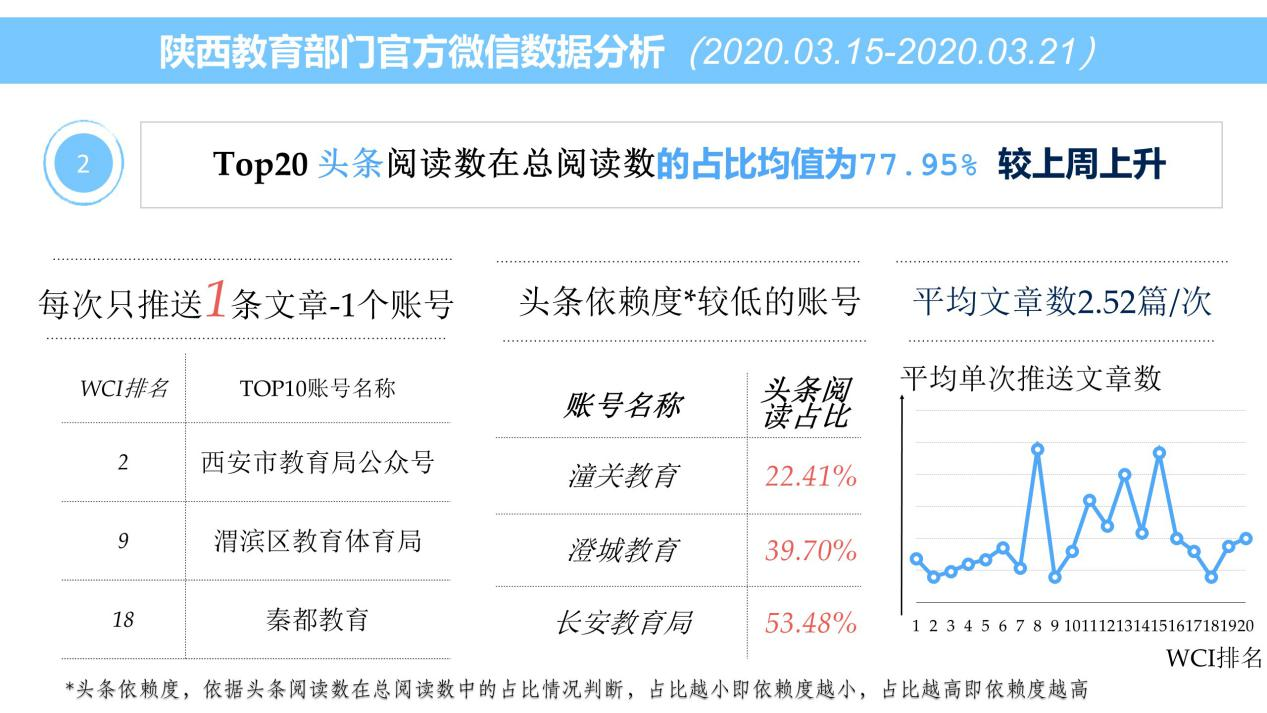 陕西教育部门官方微信数据分析（2020.03.15-2020.03.21）
2
Top20 头条阅读数在总阅读数的占比均值为77.95% 较上周上升
每次只推送1条文章-1个账号
WCI排名 TOP10账号名称
2 西安市教育局公众号
9 渭滨区教育体育局
18 秦都教育
头条依赖度*较低的账号
账号名称 头条阅
读占比
潼关教育 22.41%
澄城教育 39.70%
长安教育局 53.48%
平均文章数2.52篇/次
平均单次推送文章数
1 2 3 4 5 6 7 8 9 10 11 12 13 14 15 16 17 18 19 20
WCI排名
*头条依赖度，依据头条阅读数在总阅读数中的占比情况判断，占比越小即依赖度越小，占比越高即依赖度越高